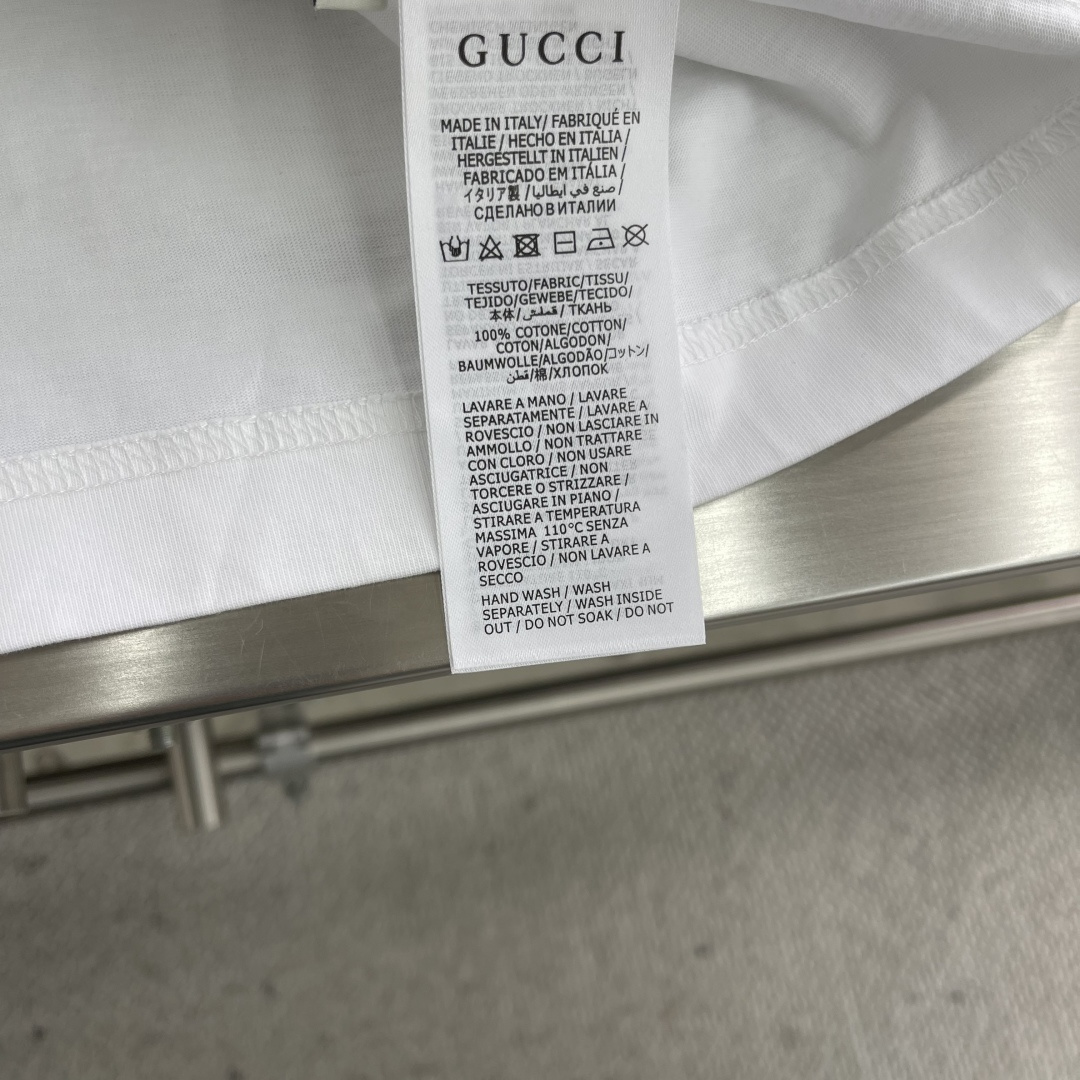 GUCCI
MADE IN ITALY/ FABRIQUÉ EN
ITALIE / HECHO EN ITALIA /
HERGESTELLT IN ITALIEN /
FABRICADO EM ITÁLIA /
イタリア製 / صنع في ايطاليا/
СДЕЛАНО В ИТАЛИИ
TESSUTO/FABRIC/TISSU/
TEJIDO/GEWEBE/TECIDO/
本体/قملش/ ТКАНЬ
100% COTONE/COTTON/
COTON/ALGODON/
BAUMWOLLE/ALGODÃO/コットン/
قطن/棉/ХЛОПОК
LAVARE A MANO / LAVARE
SEPARATAMENTE / LAVARE A
ROVESCIO / NON LASCIARE IN
AMMOLLO / NON TRATTARE
CON CLORO / NON USARE
ASCIUGATRICE / NON
TORCERE O STRIZZARE /
ASCIUGARE IN PIANO /
STIRARE A TEMPERATURA
MASSIMA 110°C SENZA
VAPORE / STIRARE A
ROVESCIO / NON LAVARE A
SECCO
HAND WASH / WASH
SEPARATELY / WASH INSIDE
OUT / DO NOT SOAK / DO NOT